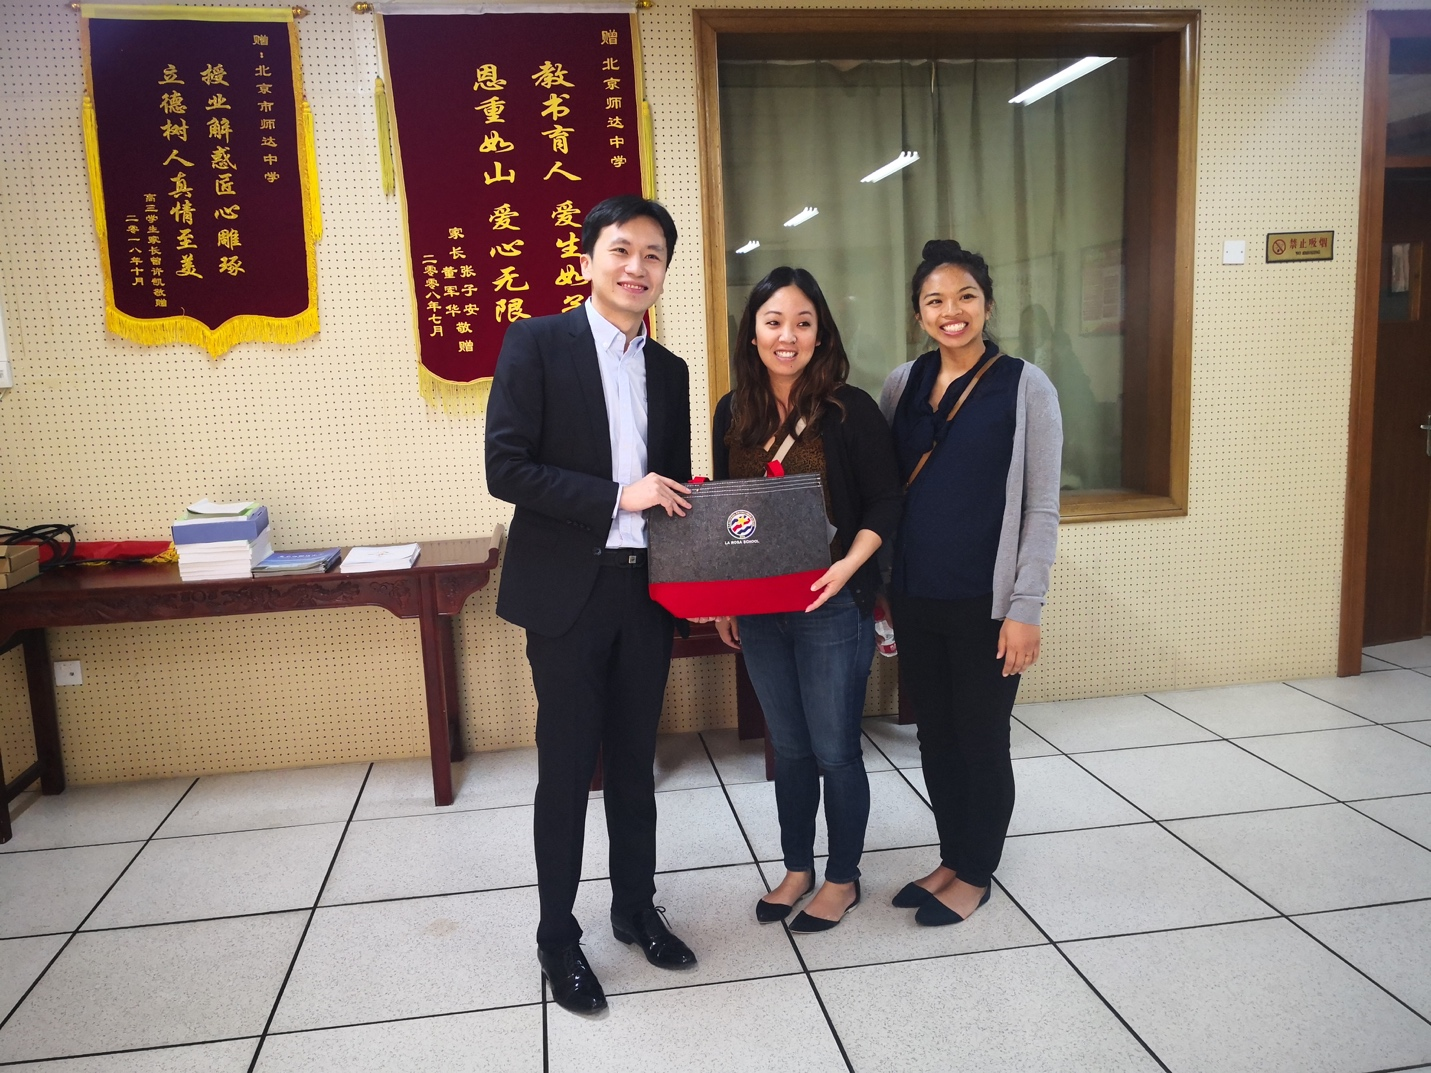 赠：北京市师达中学
授业解惑匠心雕琢
立德树人真情至美
高三学生家长曾许凯敬赠
二零一八年十月
赠 北京师达中学
教书育人 爱生如
恩重如山 爱心无限
家长 张子安 董军华 敬赠
二零零八年七月
禁止吸烟
LA ROSA SCHOOL